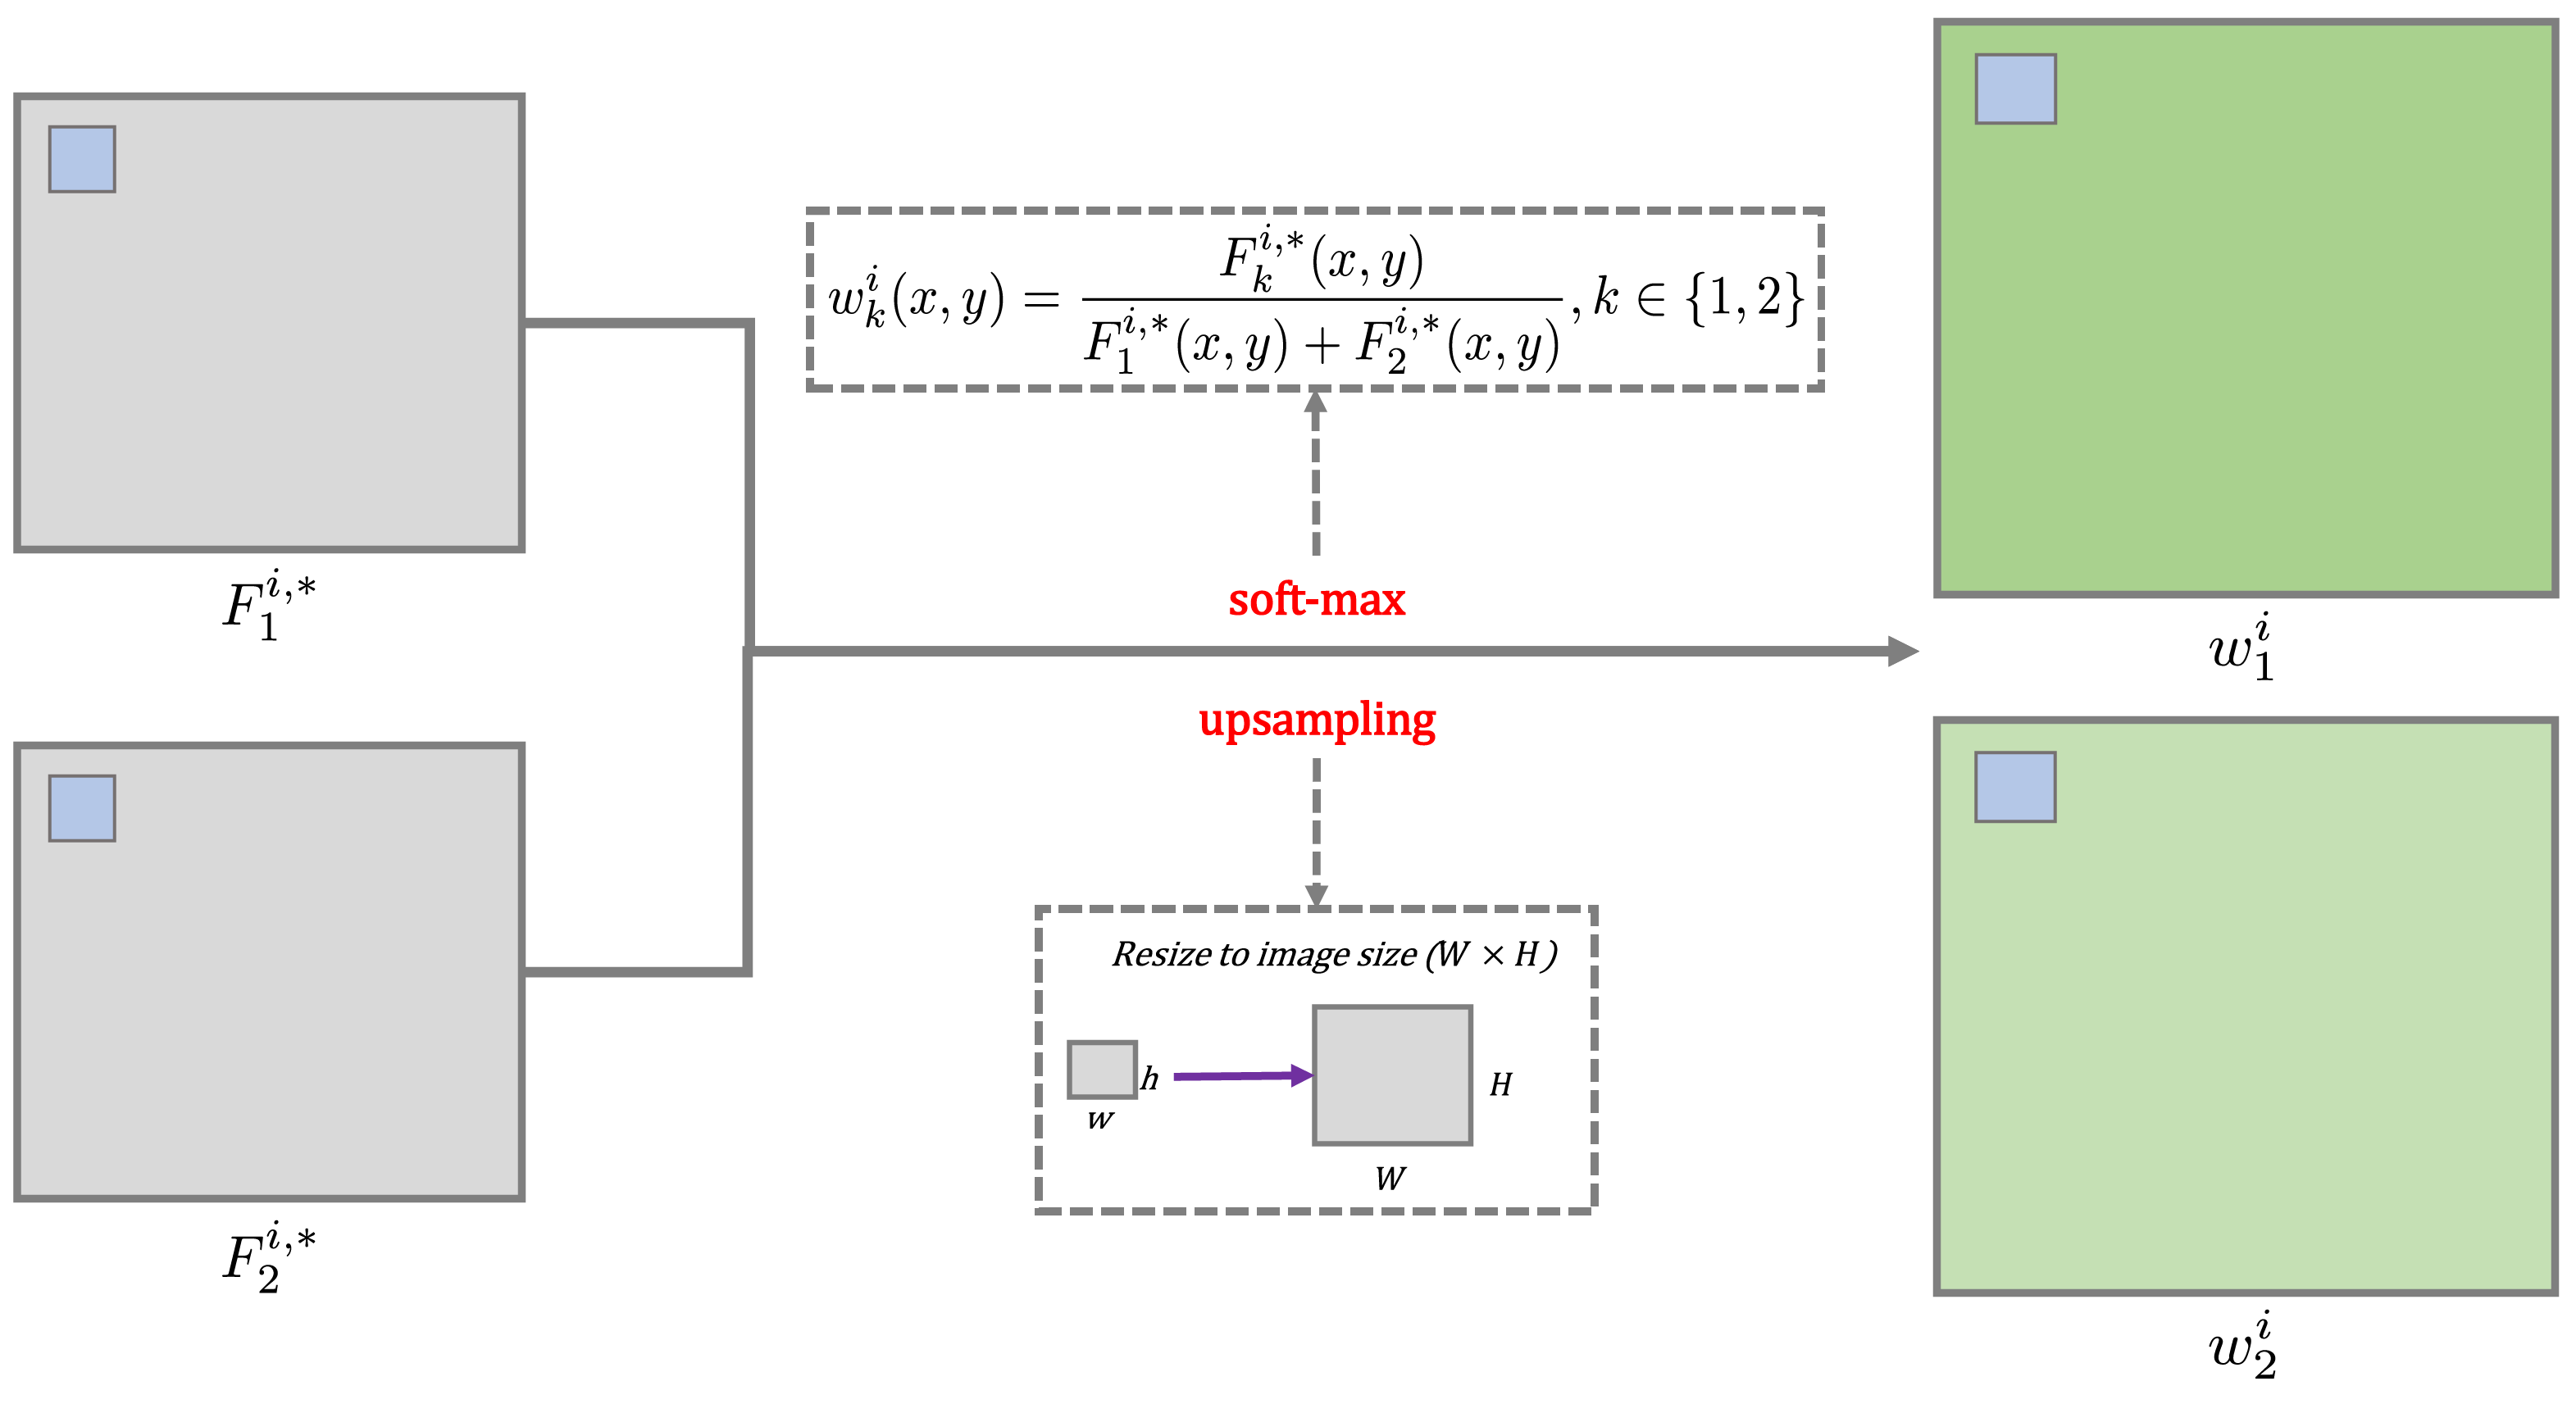 $F_1^{i,*}$
$F_2^{i,*}$
$w_k^i(x,y) = \frac{F_k^{i,*}(x,y)}{F_1^{i,*}(x,y)+F_2^{i,*}(x,y)}, k \in \{1,2\}$
soft-max
upsampling
Resize to image size (W × H)
h
w
H
W
$w_1^i$
$w_2^i$